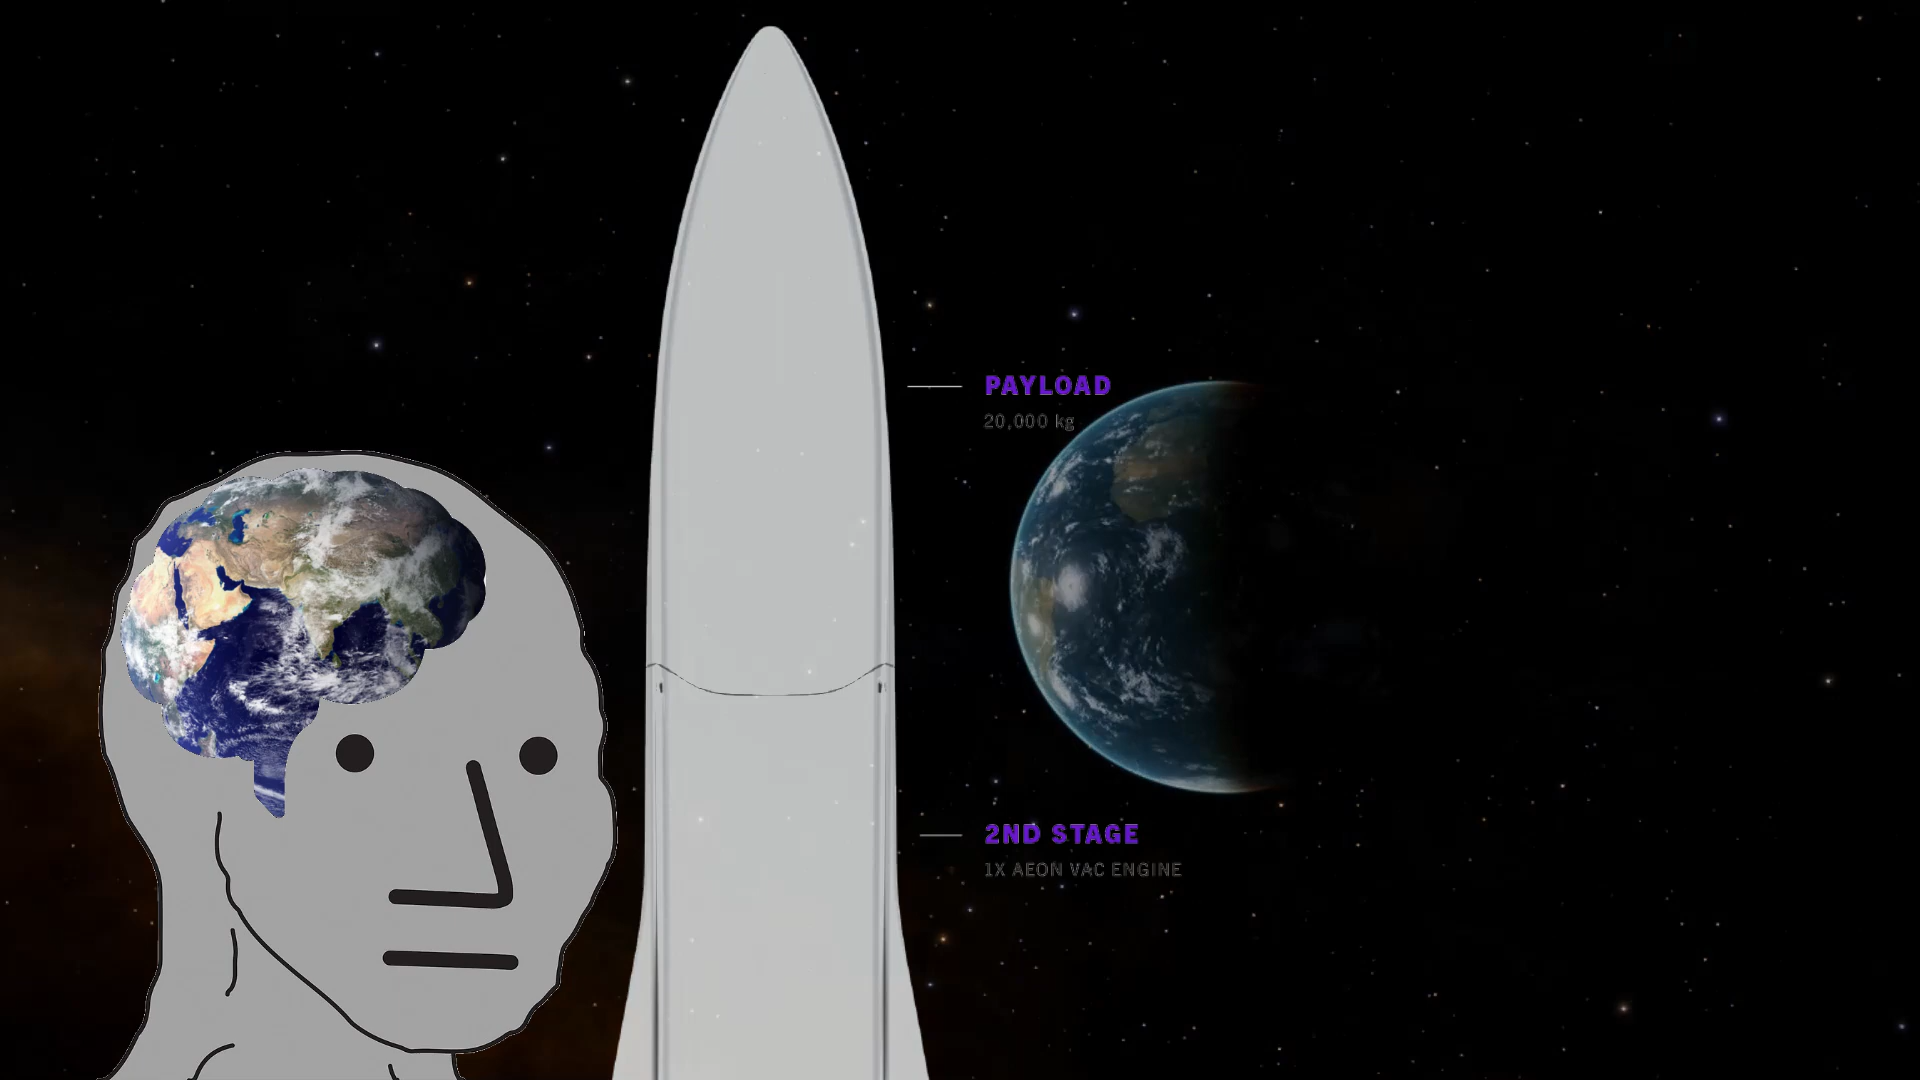 PAYLOAD
20,000 kg
2ND STAGE
1X AEON VAC ENGINE